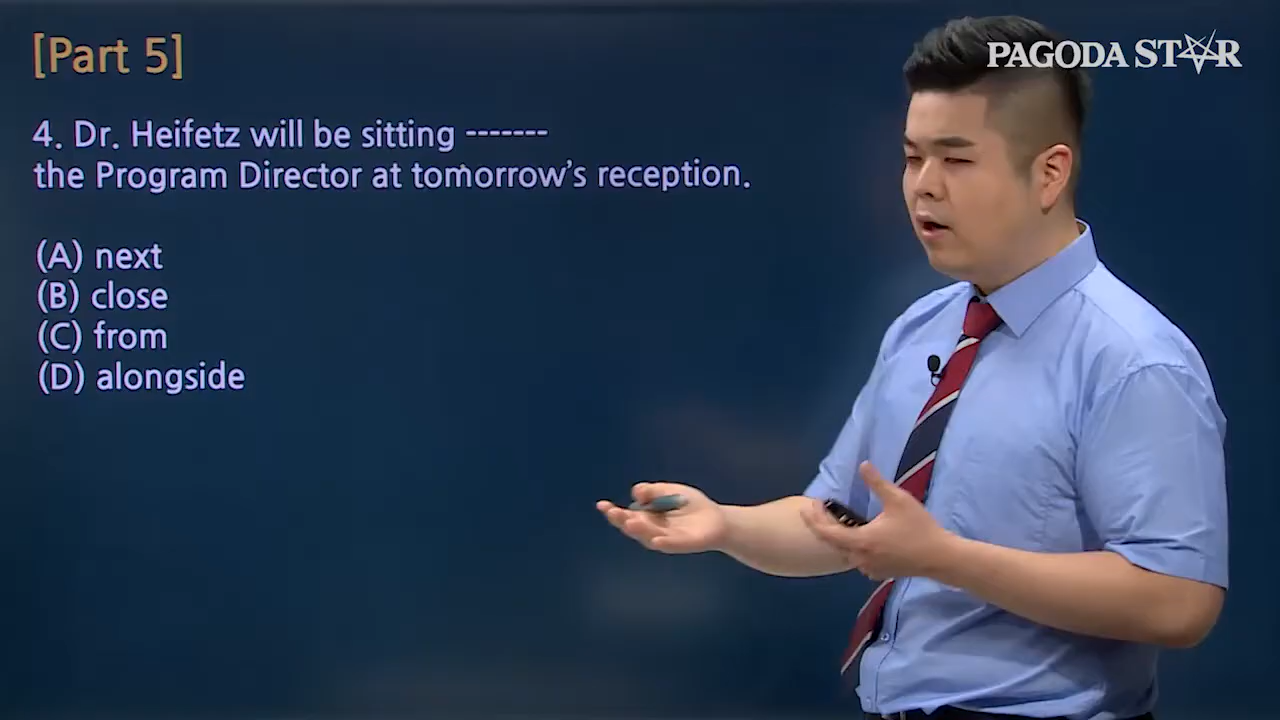 [Part 5]
PAGODA STAR
4. Dr. Heifetz will be sitting -------
the Program Director at tomorrow's reception.
(A) next
(B) close
(C) from
(D) alongside